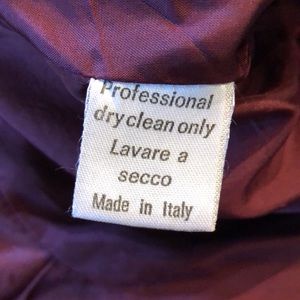 Professional
dry clean only
Lavare a
secco
Made in Italy